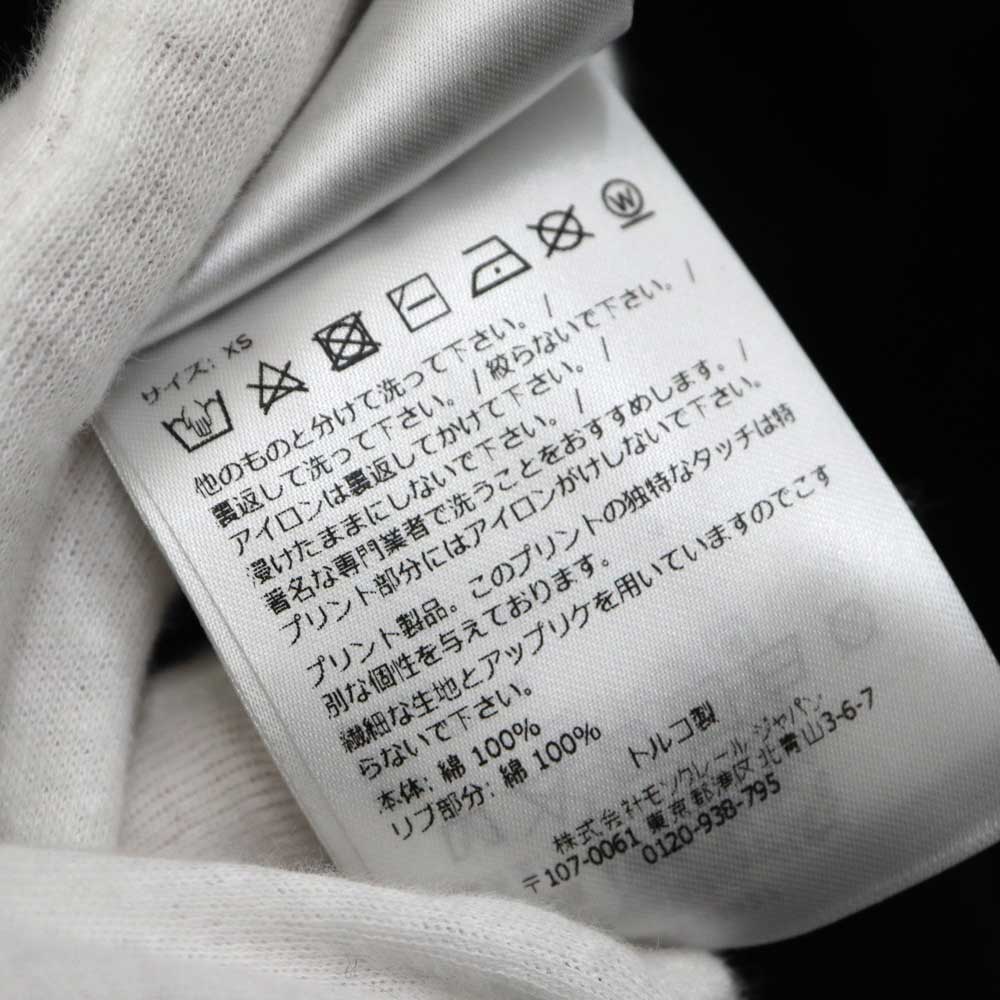 サイズ: XS
W
他のものと分けて洗って下さい。 /
裏返して洗って下さい。 / 絞らないで下さい。 /
アイロンは裏返してかけて下さい。 /
浸けたままにしないで下さい。 /
著名な専門業者で洗うことをおすすめします。 /
プリント部分にはアイロンがけしないで下さい。
プリント製品。このプリントの独特なタッチは特
別な個性を与えております。
繊細な生地とアップリケを用いていますのでこす
らないで下さい。
本体: 綿 100%
リブ部分: 綿 100%
トルコ製
株式会社モンクレール ジャパン
〒107-0061 東京都港区北青山3-6-7
0120-938-795